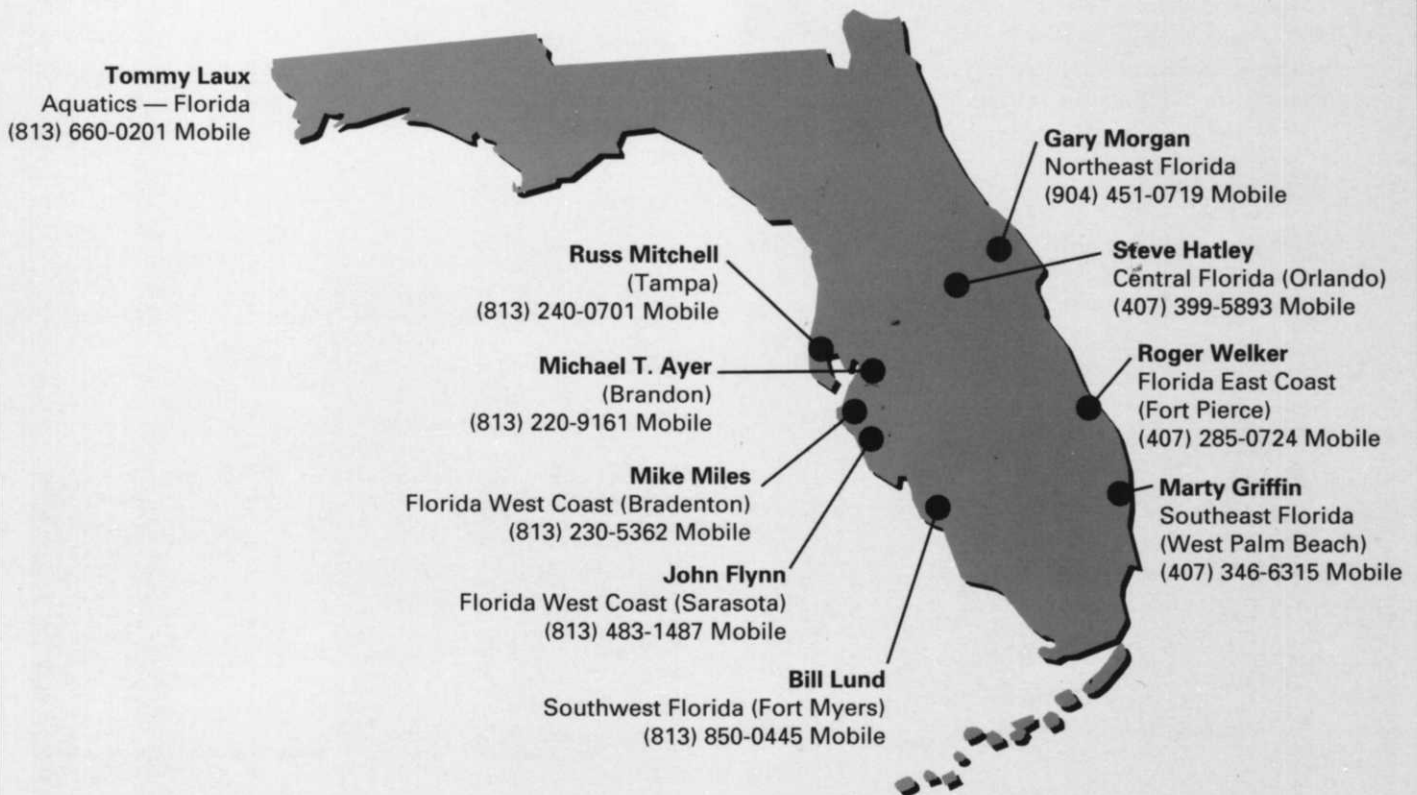 Tommy Laux
Aquatics — Florida
(813) 660-0201 Mobile
Gary Morgan
Northeast Florida
(904) 451-0719 Mobile
Russ Mitchell
(Tampa)
(813) 240-0701 Mobile
Steve Hatley
Central Florida (Orlando)
(407) 399-5893 Mobile
Michael T. Ayer
(Brandon)
(813) 220-9161 Mobile
Roger Welker
Florida East Coast
(Fort Pierce)
(407) 285-0724 Mobile
Mike Miles
Florida West Coast (Bradenton)
(813) 230-5362 Mobile
Marty Griffin
Southeast Florida
(West Palm Beach)
(407) 346-6315 Mobile
John Flynn
Florida West Coast (Sarasota)
(813) 483-1487 Mobile
Bill Lund
Southwest Florida (Fort Myers)
(813) 850-0445 Mobile